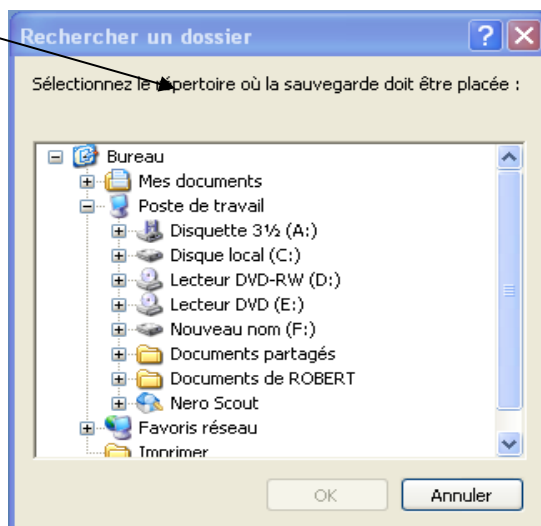 Rechercher un dossier
Sélectionnez le répertoire où la sauvegarde doit être placée :
Bureau
Mes documents
Poste de travail
Disquette 3½ (A:)
Disque local (C:)
Lecteur DVD-RW (D:)
Lecteur DVD (E:)
Nouveau nom (F:)
Documents partagés
Documents de ROBERT
Nero Scout
Favoris réseau
Imprimer
OK Annuler